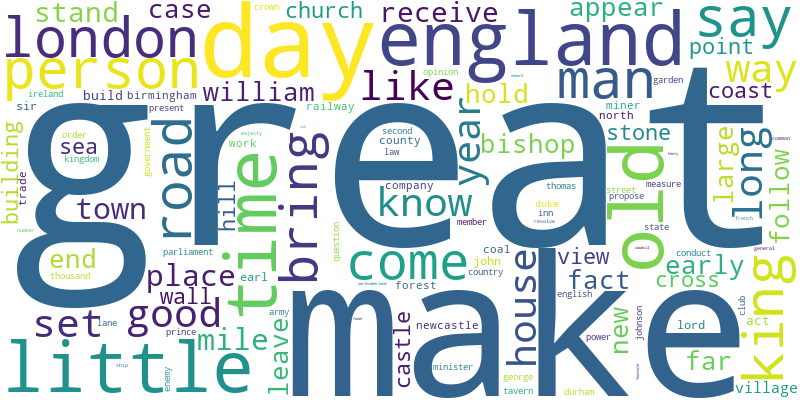 stand
case
church
crown
receive
appear
say
london
day
england
person
william
like
hold
man
point
way
coast
opinion
ireland
sir
build
birmingham
present
railway
garden
miner
north
great
building
trade
order
sea
kingdom
government
road
work
hill
time
bring
second
county
law
year
bishop
stone
old
street
large
long
follow
common
measure
henry
town
know
company
member
thomas
duke
inn
resolve
propose
state
french
number
end
thousand
parliament
majesty
question
earl
come
coal
john
country
view
early
conduct
council
general
place
wall
prince
forest
northumberland
house
fact
english
cross
king
good
set
lane
mile
army
leave
castle
newcastle
make
power
new
johnson
lord
club
act
little
ship
enemy
minister
george
tavern
durham
far
village